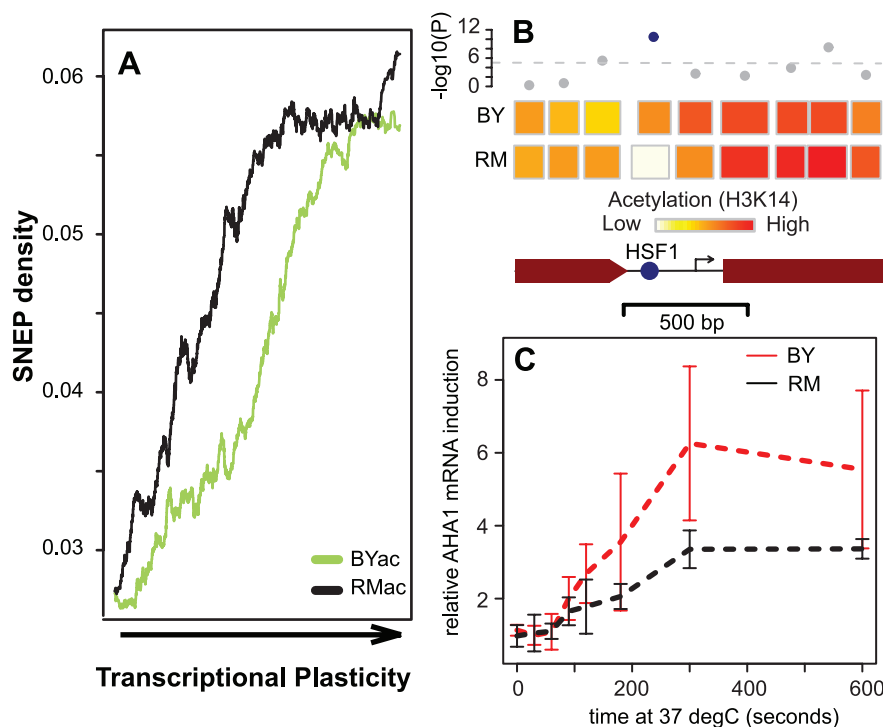 A
SNEP density
0.06
0.05
0.04
0.03
BYac
RMac
Transcriptional Plasticity
B
-log10(P)
12
6
0
BY
RM
Acetylation (H3K14)
Low High
HSF1
500 bp
C
relative AHA1 mRNA induction
8
6
4
2
BY
RM
0 200 400 600
time at 37 degC (seconds)